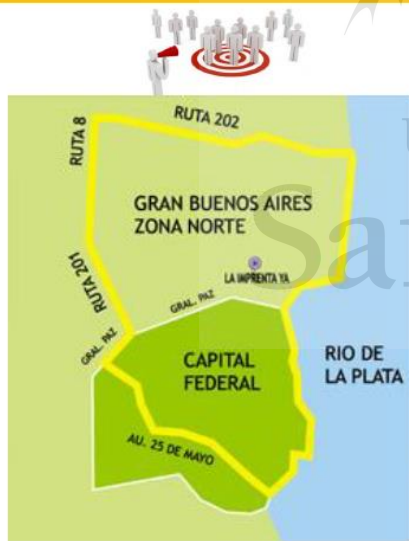 RUTA 202
RUTA 8
GRAN BUENOS AIRES
ZONA NORTE
LA IMPRENTA YA
RUTA 201
GRAL. PAZ
GRAL. PAZ
CAPITAL
FEDERAL
RIO DE
LA PLATA
AU. 25 DE MAYO